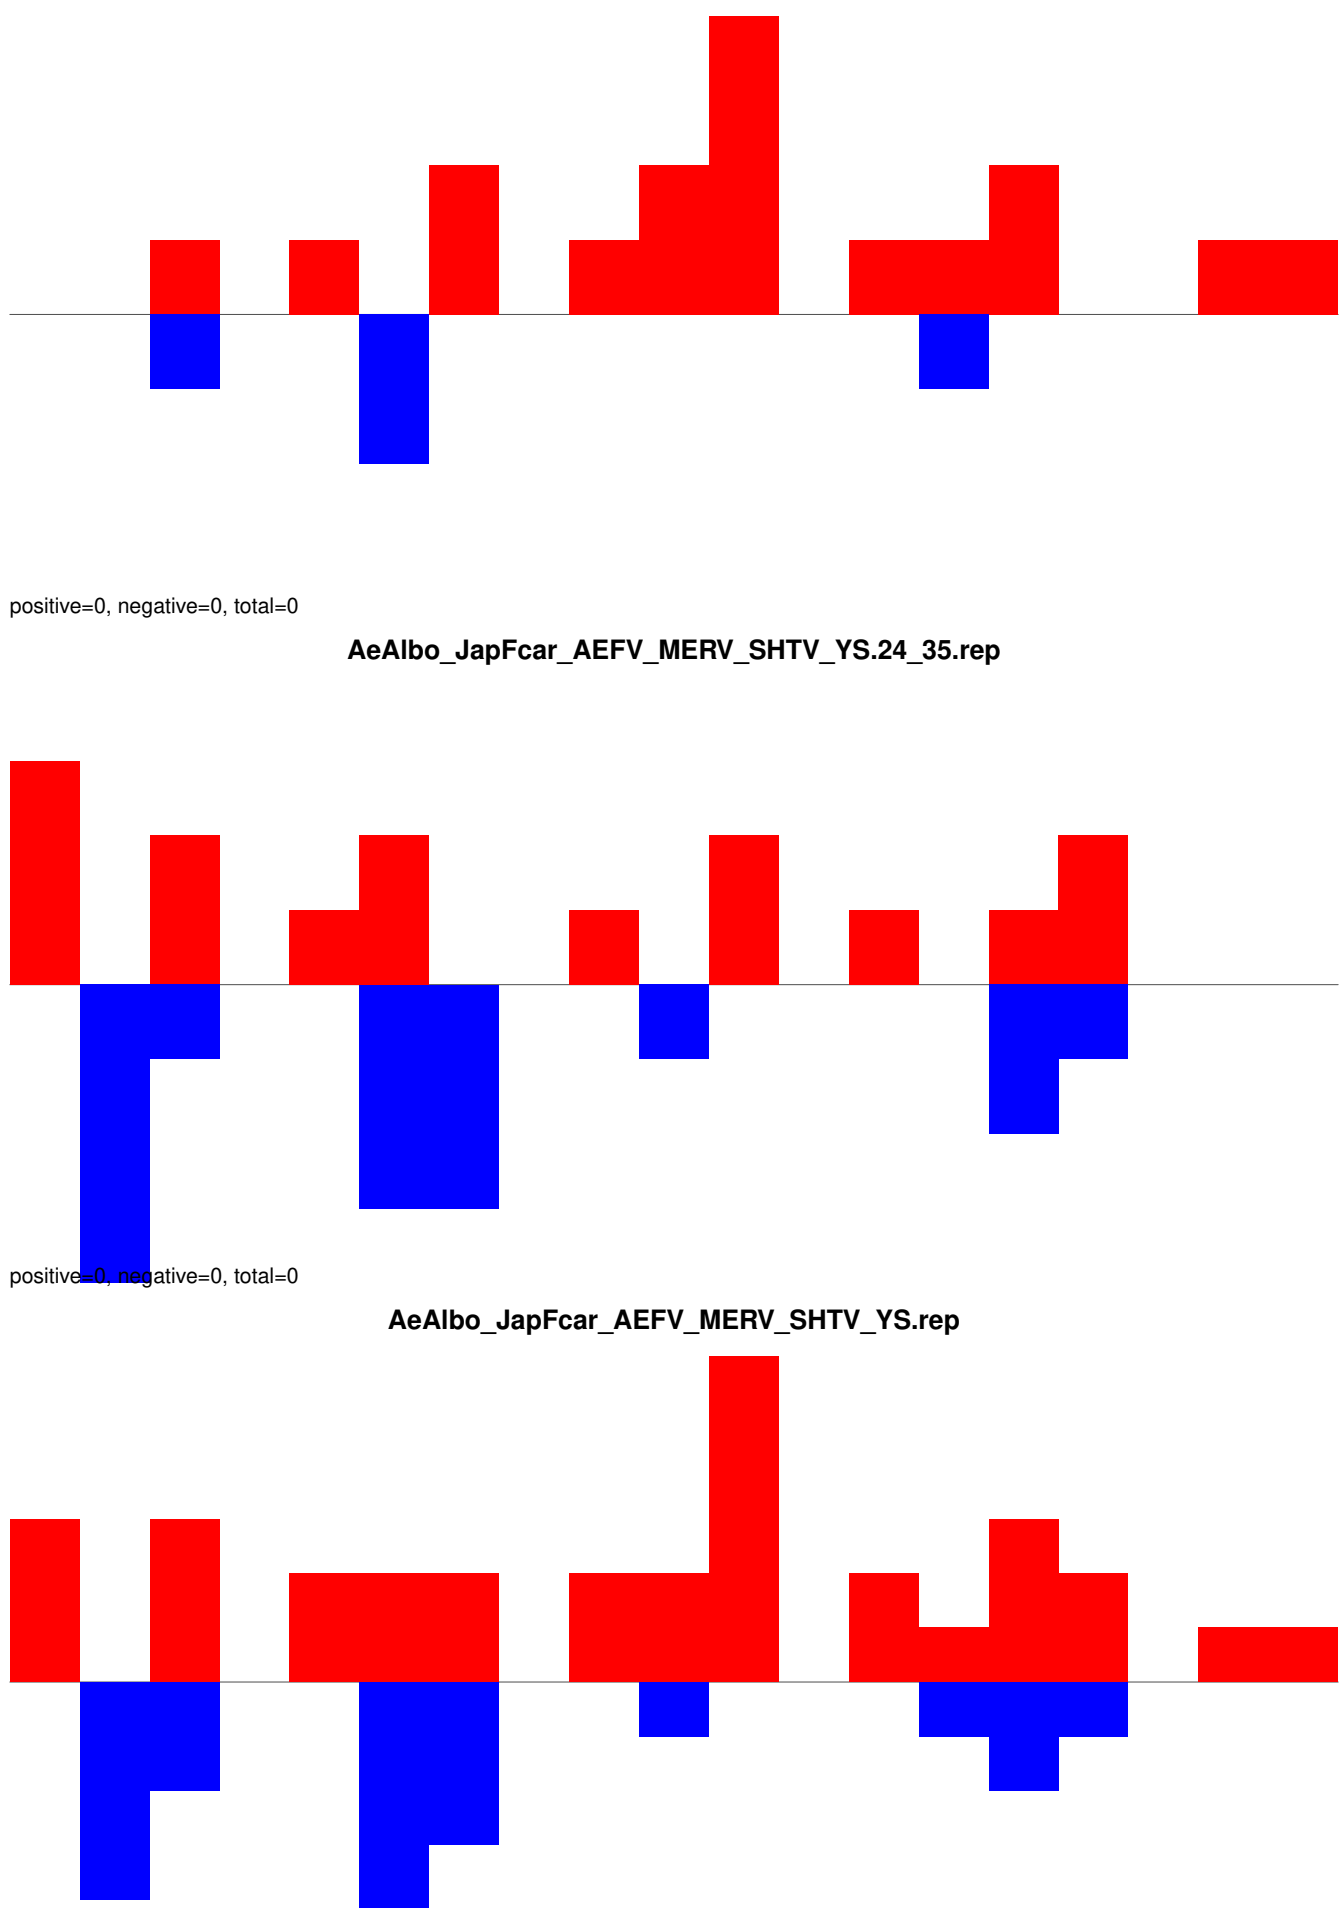 positive=0, negative=0, total=0
AeAlbo_JapFcar_AEFV_MERV_SHTV_YS.24_35.rep
positive=0, negative=0, total=0
AeAlbo_JapFcar_AEFV_MERV_SHTV_YS.rep